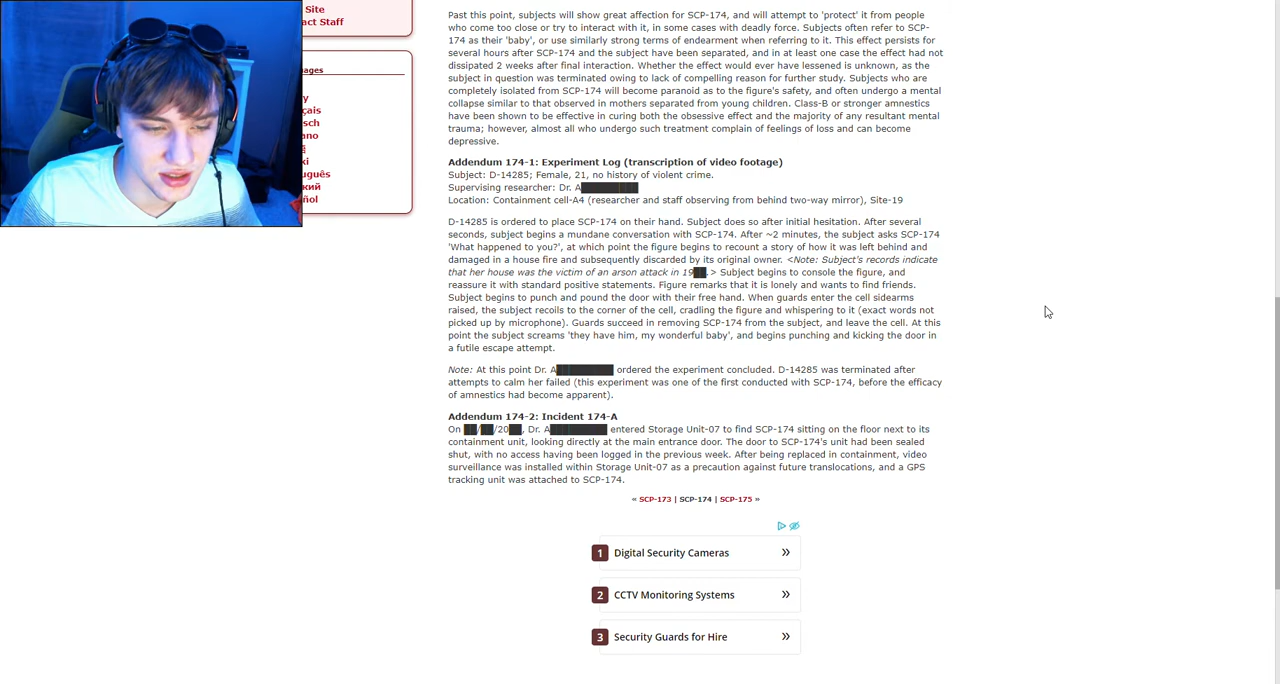 Site
act Staff
ages
y
çais
sch
ano
ki
uguês
кий
ñol
Past this point, subjects will show great affection for SCP-174, and will attempt to 'protect' it from people
who come too close or try to interact with it, in some cases with deadly force. Subjects often refer to SCP-
174 as their 'baby', or use similarly strong terms of endearment when referring to it. This effect persists for
several hours after SCP-174 and the subject have been separated, and in at least one case the effect had not
dissipated 2 weeks after final interaction. Whether the effect would ever have lessened is unknown, as the
subject in question was terminated owing to lack of compelling reason for further study. Subjects who are
completely isolated from SCP-174 will become paranoid as to the figure's safety, and often undergo a mental
collapse similar to that observed in mothers separated from young children. Class-B or stronger amnestics
have been shown to be effective in curing both the obsessive effect and the majority of any resultant mental
trauma; however, almost all who undergo such treatment complain of feelings of loss and can become
depressive.
Addendum 174-1: Experiment Log (transcription of video footage)
Subject: D-14285; Female, 21, no history of violent crime.
Supervising researcher: Dr. A█████████
Location: Containment cell-A4 (researcher and staff observing from behind two-way mirror), Site-19
D-14285 is ordered to place SCP-174 on their hand. Subject does so after initial hesitation. After several
seconds, subject begins a mundane conversation with SCP-174. After ~2 minutes, the subject asks SCP-174
'What happened to you?', at which point the figure begins to recount a story of how it was left behind and
damaged in a house fire and subsequently discarded by its original owner. <Note: Subject's records indicate
that her house was the victim of an arson attack in 19██.> Subject begins to console the figure, and
reassure it with standard positive statements. Figure remarks that it is lonely and wants to find friends.
Subject begins to punch and pound the door with their free hand. When guards enter the cell sidearms
raised, the subject recoils to the corner of the cell, cradling the figure and whispering to it (exact words not
picked up by microphone). Guards succeed in removing SCP-174 from the subject, and leave the cell. At this
point the subject screams 'they have him, my wonderful baby', and begins punching and kicking the door in
a futile escape attempt.
Note: At this point Dr. A█████████ ordered the experiment concluded. D-14285 was terminated after
attempts to calm her failed (this experiment was one of the first conducted with SCP-174, before the efficacy
of amnestics had become apparent).
Addendum 174-2: Incident 174-A
On ██/██/20██, Dr. A█████████ entered Storage Unit-07 to find SCP-174 sitting on the floor next to its
containment unit, looking directly at the main entrance door. The door to SCP-174's unit had been sealed
shut, with no access having been logged in the previous week. After being replaced in containment, video
surveillance was installed within Storage Unit-07 as a precaution against future translocations, and a GPS
tracking unit was attached to SCP-174.
« SCP-173 | SCP-174 | SCP-175 »
1 Digital Security Cameras »
2 CCTV Monitoring Systems »
3 Security Guards for Hire »